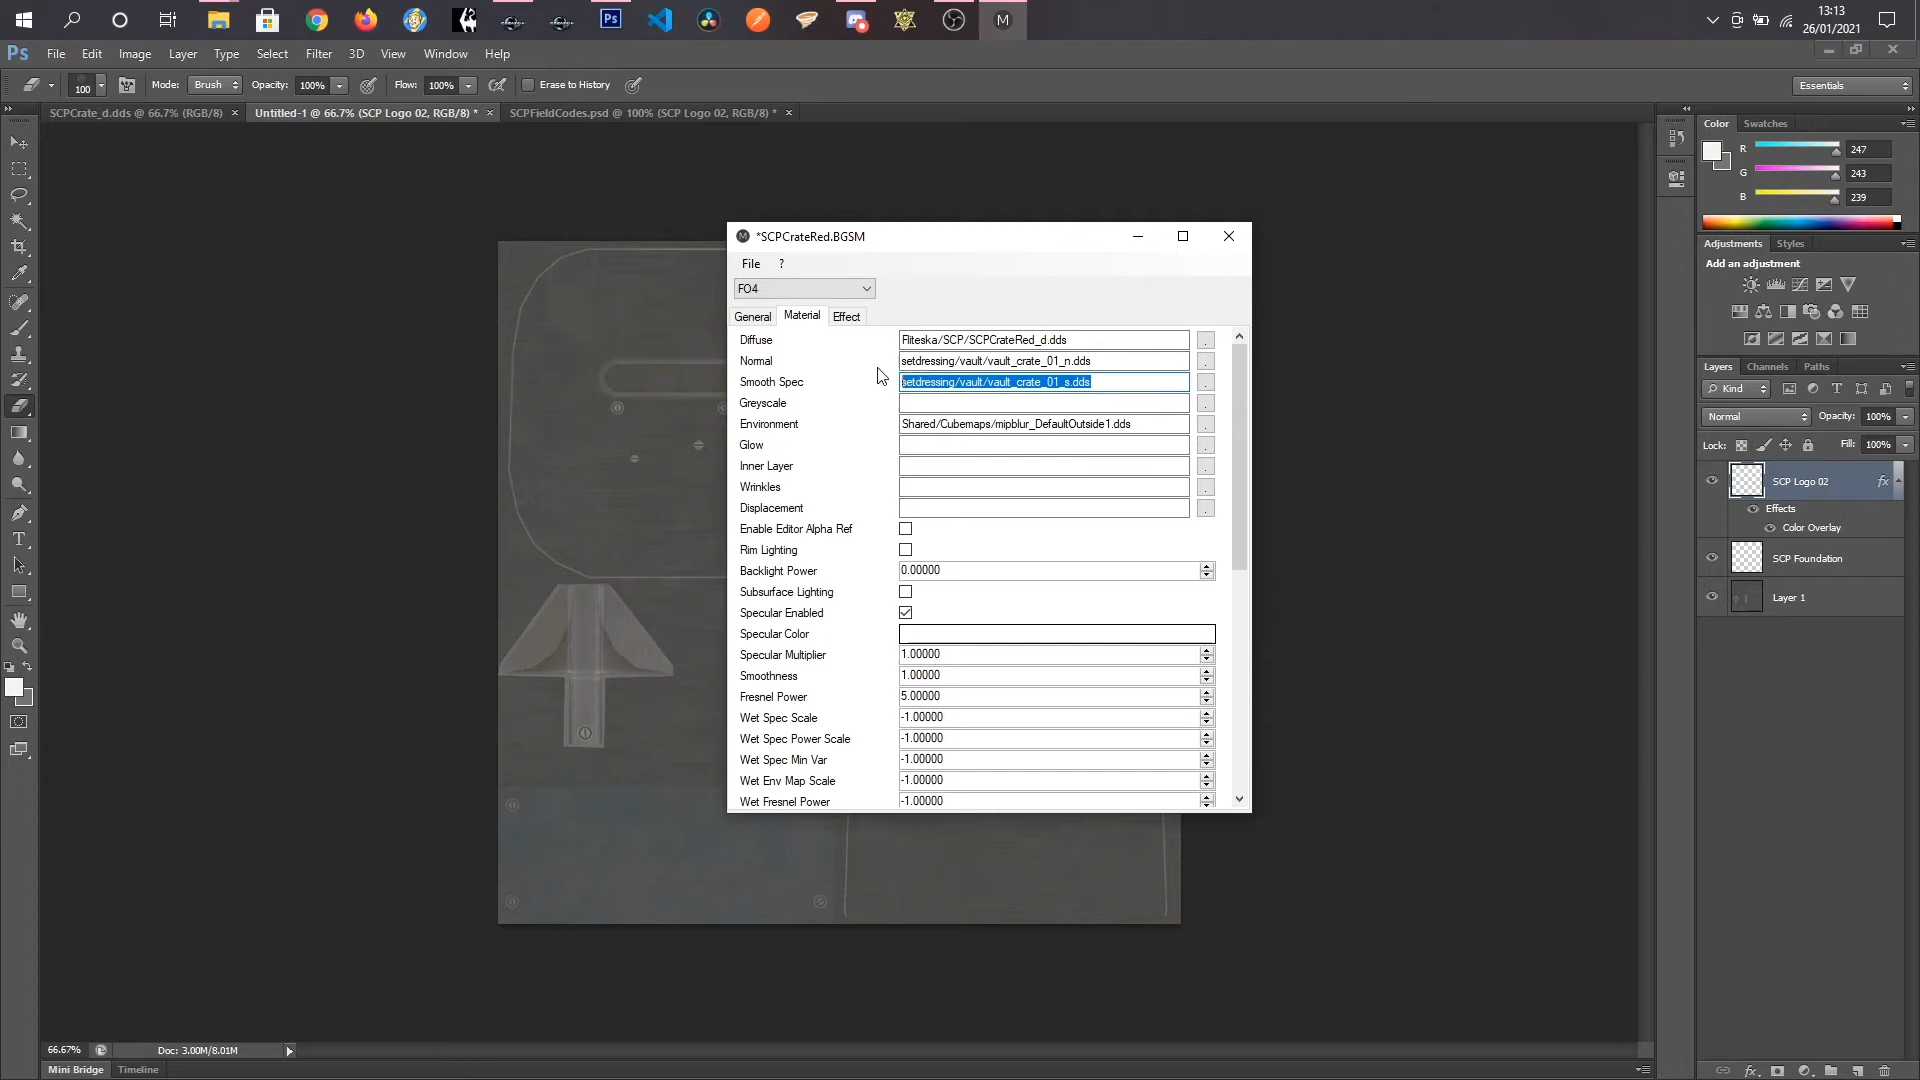 13:13
26/01/2021
Ps
M
Ps File Edit Image Layer Type Select Filter 3D View Window Help
100 Mode: Brush Opacity: 100% Flow: 100% Erase to History Essentials
SCPCrate_d.dds @ 66.7% (RGB/8) × Untitled-1 @ 66.7% (SCP Logo 02, RGB/8) * × SCPFieldCodes.psd @ 100% (SCP Logo 02, RGB/8) * ×
Color Swatches
R 247
G 243
B 239
Adjustments Styles
Add an adjustment
Layers Channels Paths
Kind
Normal Opacity: 100%
Lock: Fill: 100%
SCP Logo 02 fx
Effects
Color Overlay
SCP Foundation
Layer 1
*SCPCrateRed.BGSM
File ?
FO4
General Material Effect
Diffuse Fliteska/SCP/SCPCrateRed_d.dds .
Normal setdressing/vault/vault_crate_01_n.dds .
Smooth Spec setdressing/vault/vault_crate_01_s.dds .
Greyscale .
Environment Shared/Cubemaps/mipblur_DefaultOutside1.dds .
Glow .
Inner Layer .
Wrinkles .
Displacement .
Enable Editor Alpha Ref
Rim Lighting
Backlight Power 0.00000
Subsurface Lighting
Specular Enabled
Specular Color
Specular Multiplier 1.00000
Smoothness 1.00000
Fresnel Power 5.00000
Wet Spec Scale -1.00000
Wet Spec Power Scale -1.00000
Wet Spec Min Var -1.00000
Wet Env Map Scale -1.00000
Wet Fresnel Power -1.00000
T
66.67% Doc: 3.00M/8.01M
Mini Bridge Timeline
fx